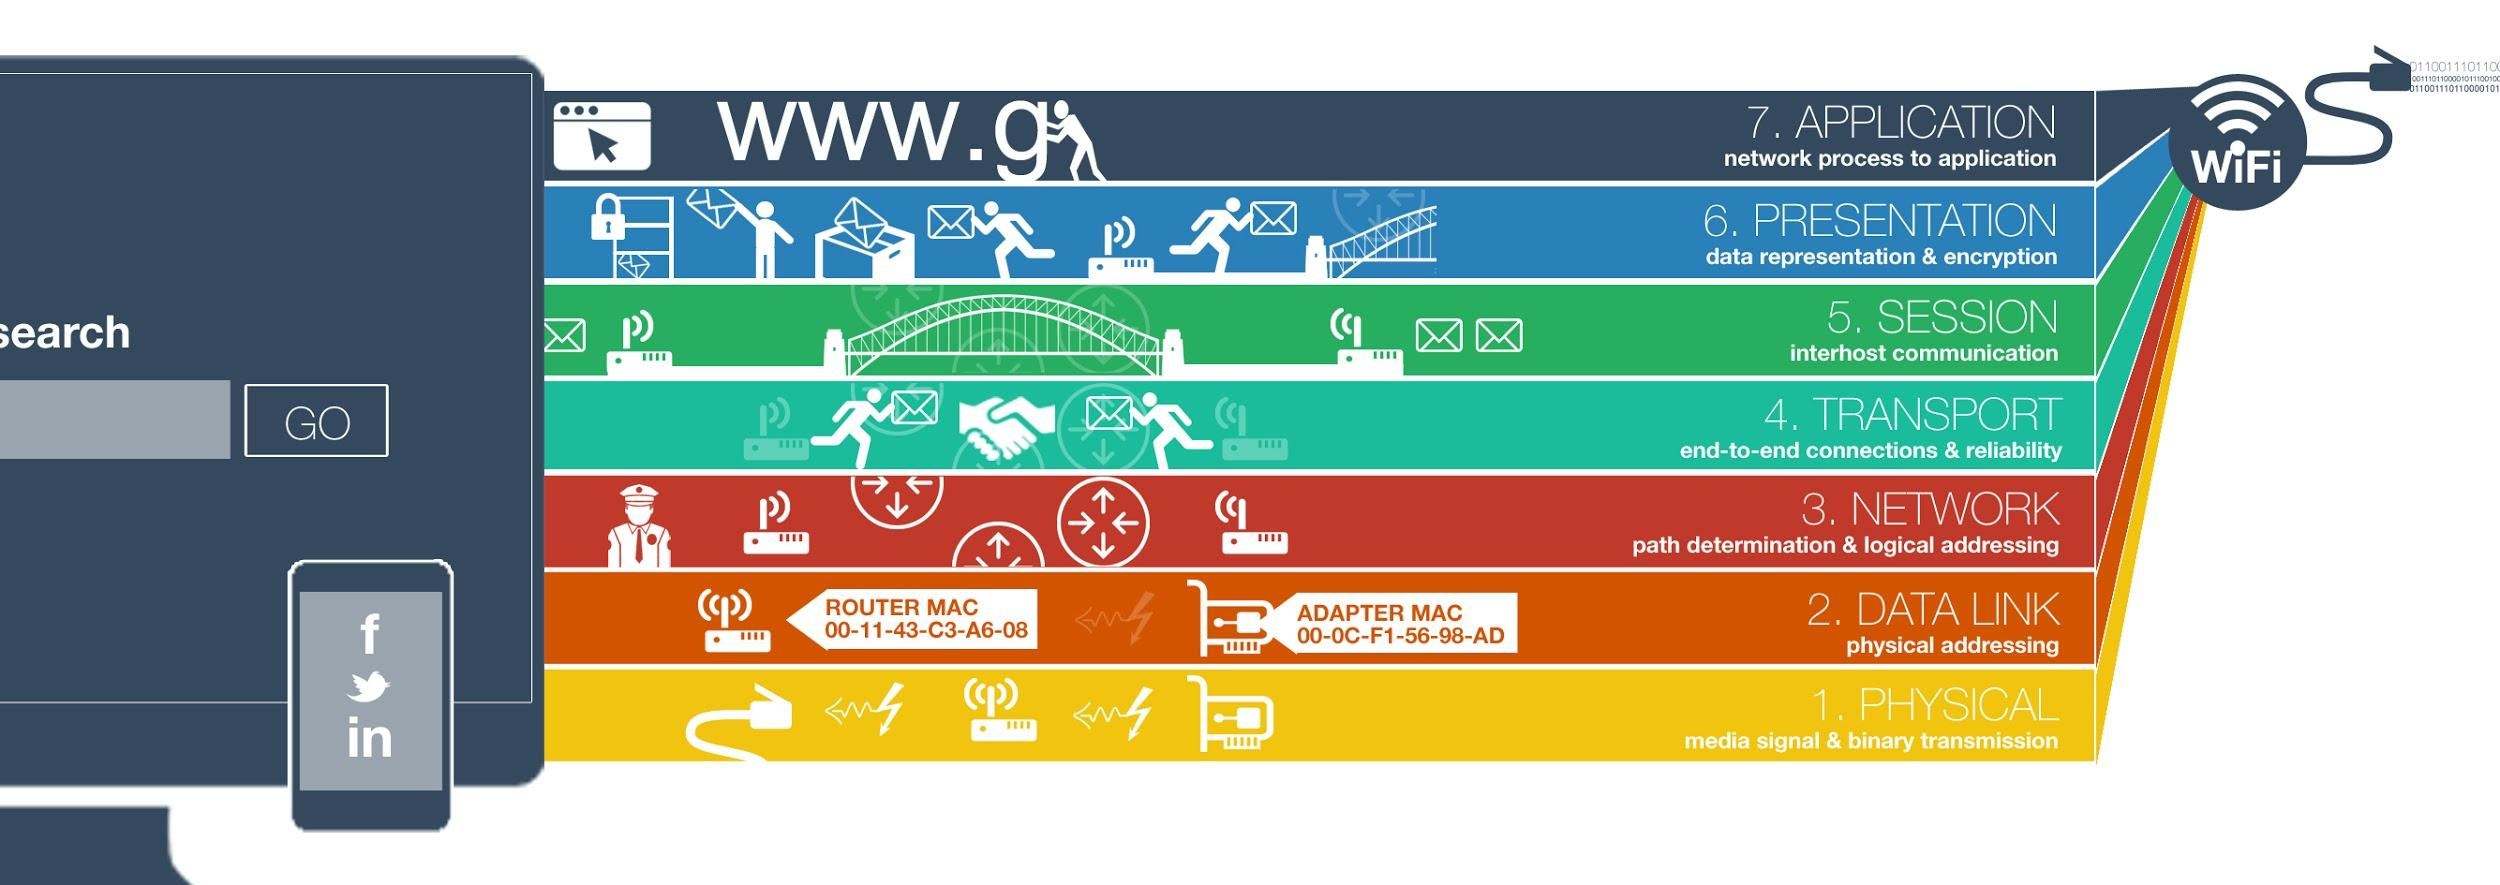 search
GO
f
in
www.g
7. APPLICATION
network process to application
6. PRESENTATION
data representation & encryption
5. SESSION
interhost communication
4. TRANSPORT
end-to-end connections & reliability
3. NETWORK
path determination & logical addressing
ROUTER MAC
00-11-43-C3-A6-08
ADAPTER MAC
00-0C-F1-56-98-AD
2. DATA LINK
physical addressing
1. PHYSICAL
media signal & binary transmission
WiFi